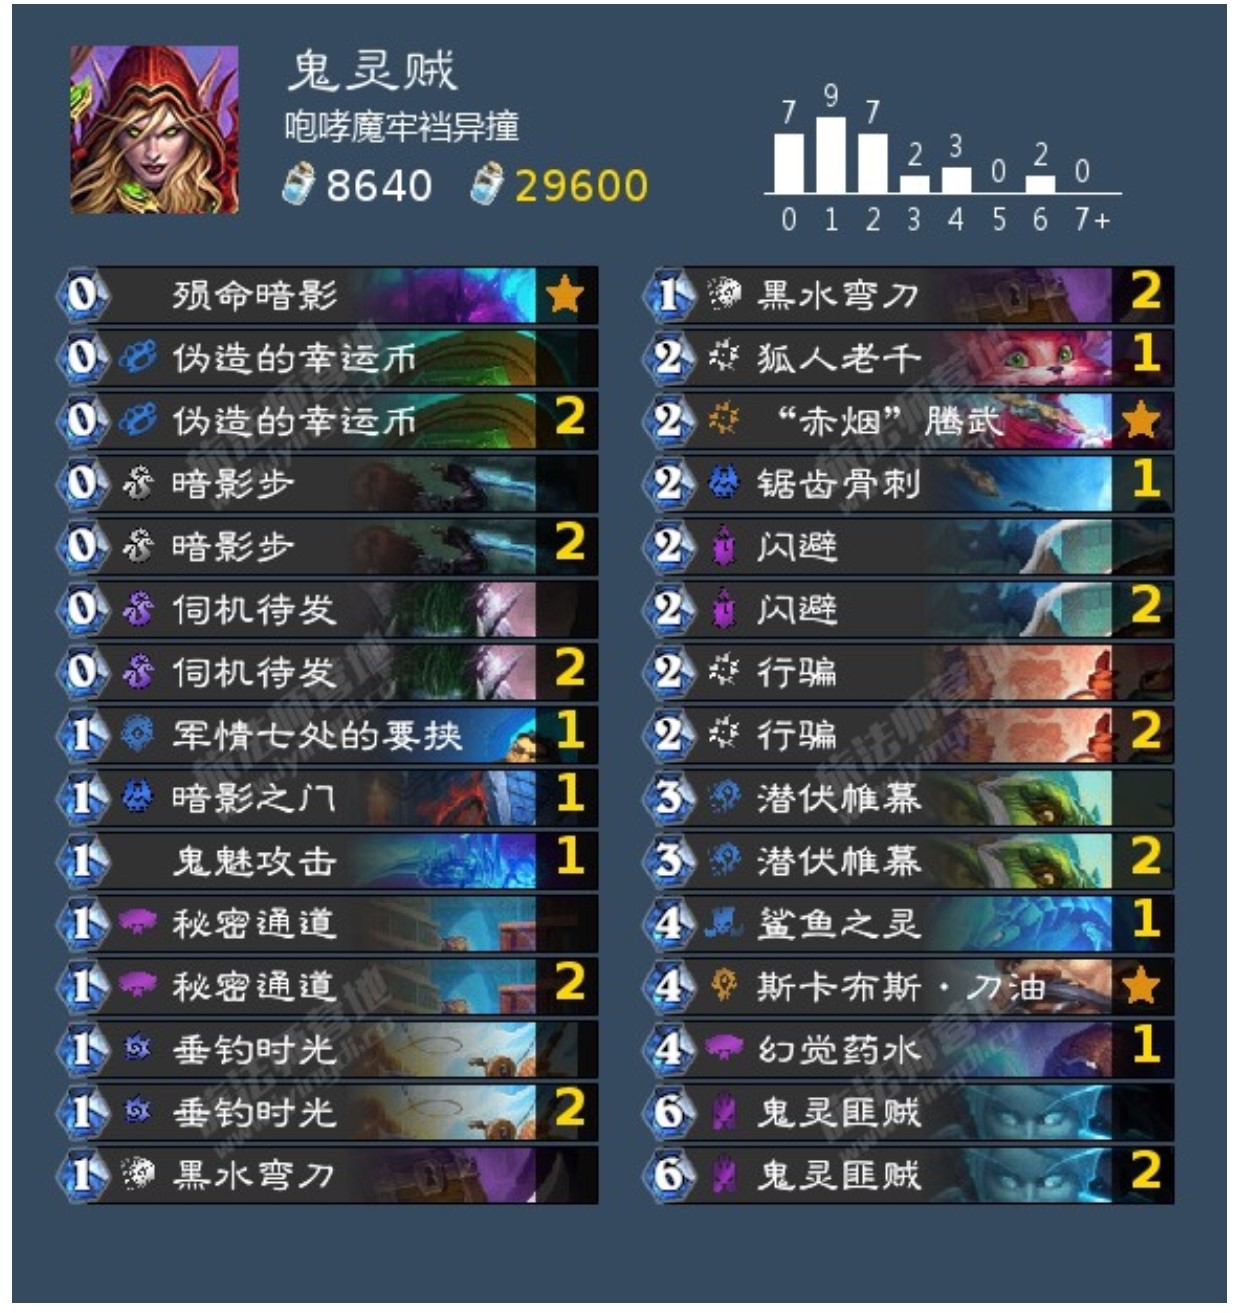 鬼灵贼
咆哮魔牢裆异撞
8640 29600
7 9 7 2 3 0 2 0
0 1 2 3 4 5 6 7+
0 殒命暗影
0 伪造的幸运币
0 伪造的幸运币 2
0 暗影步
0 暗影步 2
0 伺机待发
0 伺机待发 2
1 军情七处的要挟 1
1 暗影之门 1
1 鬼魅攻击 1
1 秘密通道
1 秘密通道 2
1 垂钓时光
1 垂钓时光 2
1 黑水弯刀
1 黑水弯刀 2
2 狐人老千 1
2 “赤烟”腾武
2 锯齿骨刺 1
2 闪避
2 闪避 2
2 行骗
2 行骗 2
3 潜伏帷幕
3 潜伏帷幕 2
4 鲨鱼之灵 1
4 斯卡布斯·刀油
4 幻觉药水 1
6 鬼灵匪贼
6 鬼灵匪贼 2
旅法师营地